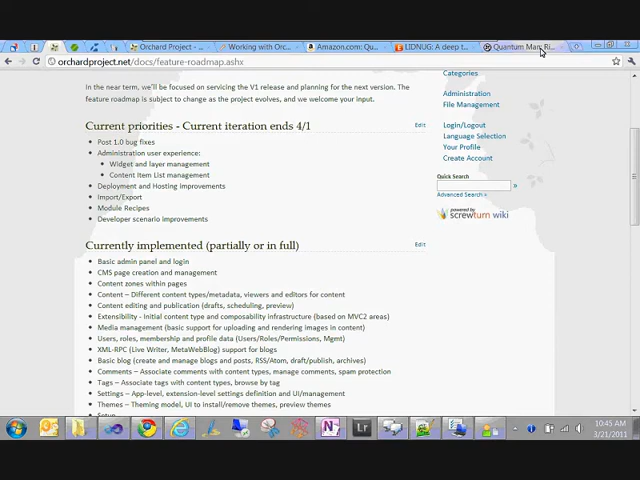 Orchard Project -
Working with Orc
Amazon.com: Qu
LIDNUG: A deep t
Quantum Man: Ri
orchardproject.net/docs/feature-roadmap.ashx
In the near term, we'll be focused on servicing the V1 release and planning for the next version. The
feature roadmap is subject to change as the project evolves, and we welcome your input.
Current priorities - Current iteration ends 4/1
Edit
Post 1.0 bug fixes
Administration user experience:
Widget and layer management
Content Item List management
Deployment and Hosting improvements
Import/Export
Module Recipes
Developer scenario improvements
Currently implemented (partially or in full)
Edit
Basic admin panel and login
CMS page creation and management
Content zones within pages
Content – Different content types/metadata, viewers and editors for content
Content editing and publication (drafts, scheduling, preview)
Extensibility - Initial content type and composability infrastructure (based on MVC2 areas)
Media management (basic support for uploading and rendering images in content)
Users, roles, membership and profile data (Users/Roles/Permissions, Mgmt)
XML-RPC (Live Writer, MetaWebBlog) support for blogs
Basic blog (create and manage blogs and posts, RSS/Atom, draft/publish, archives)
Comments – Associate comments with content types, manage comments, spam protection
Tags – Associate tags with content types, browse by tag
Settings – App-level, extension-level settings definition and UI/management
Themes – Theming model, UI to install/remove themes, preview themes
Setup
Categories
Administration
File Management
Login/Logout
Language Selection
Your Profile
Create Account
Quick Search
»
Advanced Search »
powered by
screwturn wiki
Lr
10:45 AM
3/21/2011